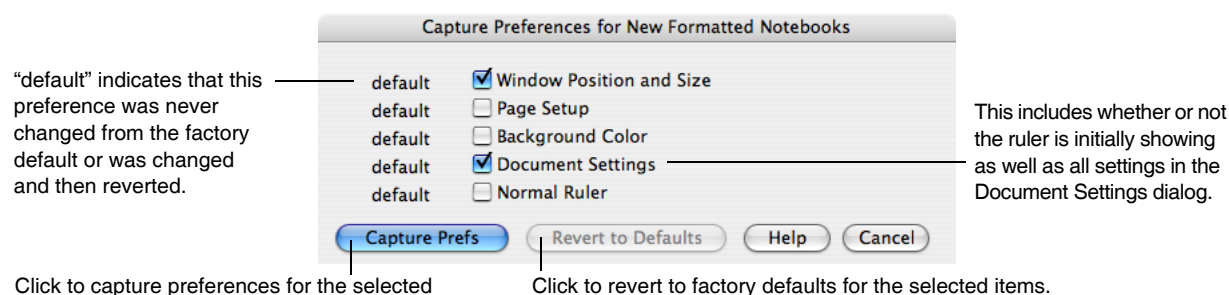 Capture Preferences for New Formatted Notebooks
“default” indicates that this
preference was never
changed from the factory
default or was changed
and then reverted.
default Window Position and Size
default Page Setup
default Background Color
default Document Settings
default Normal Ruler
This includes whether or not
the ruler is initially showing
as well as all settings in the
Document Settings dialog.
Capture Prefs Revert to Defaults Help Cancel
Click to capture preferences for the selected
Click to revert to factory defaults for the selected items.